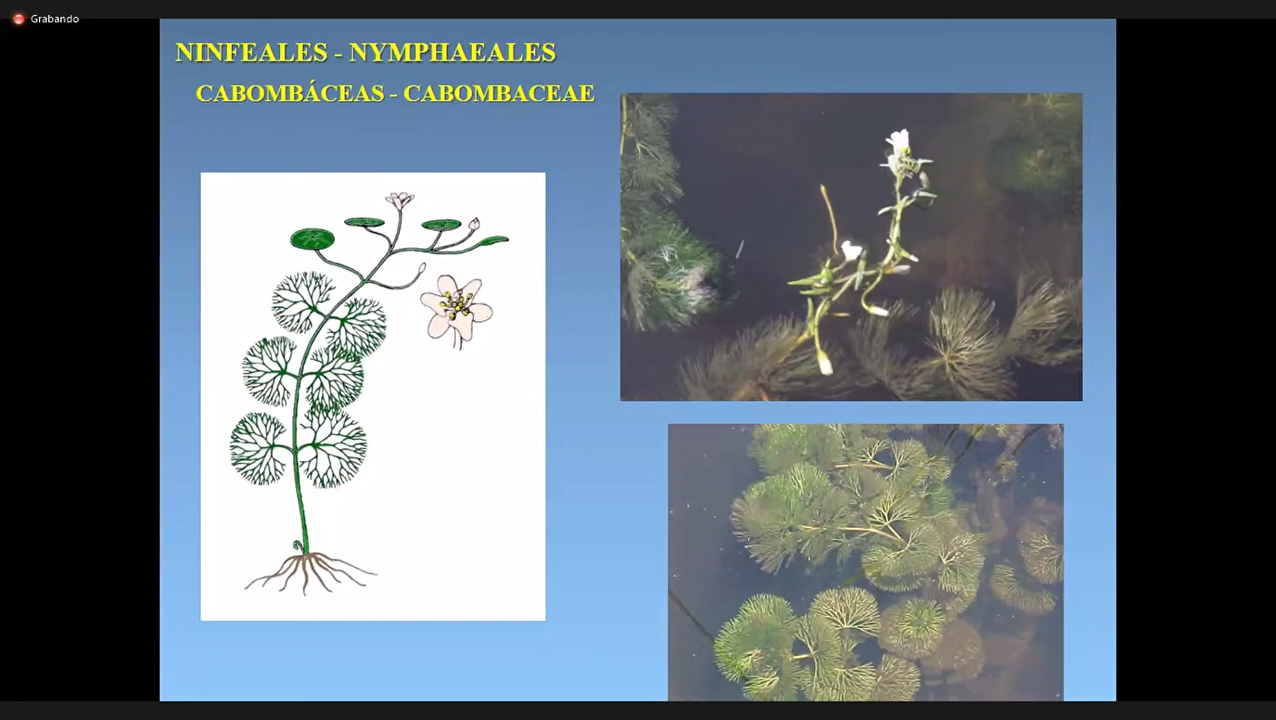 Grabando
NINFEALES - NYMPHAEALES
CABOMBÁCEAS - CABOMBACEAE